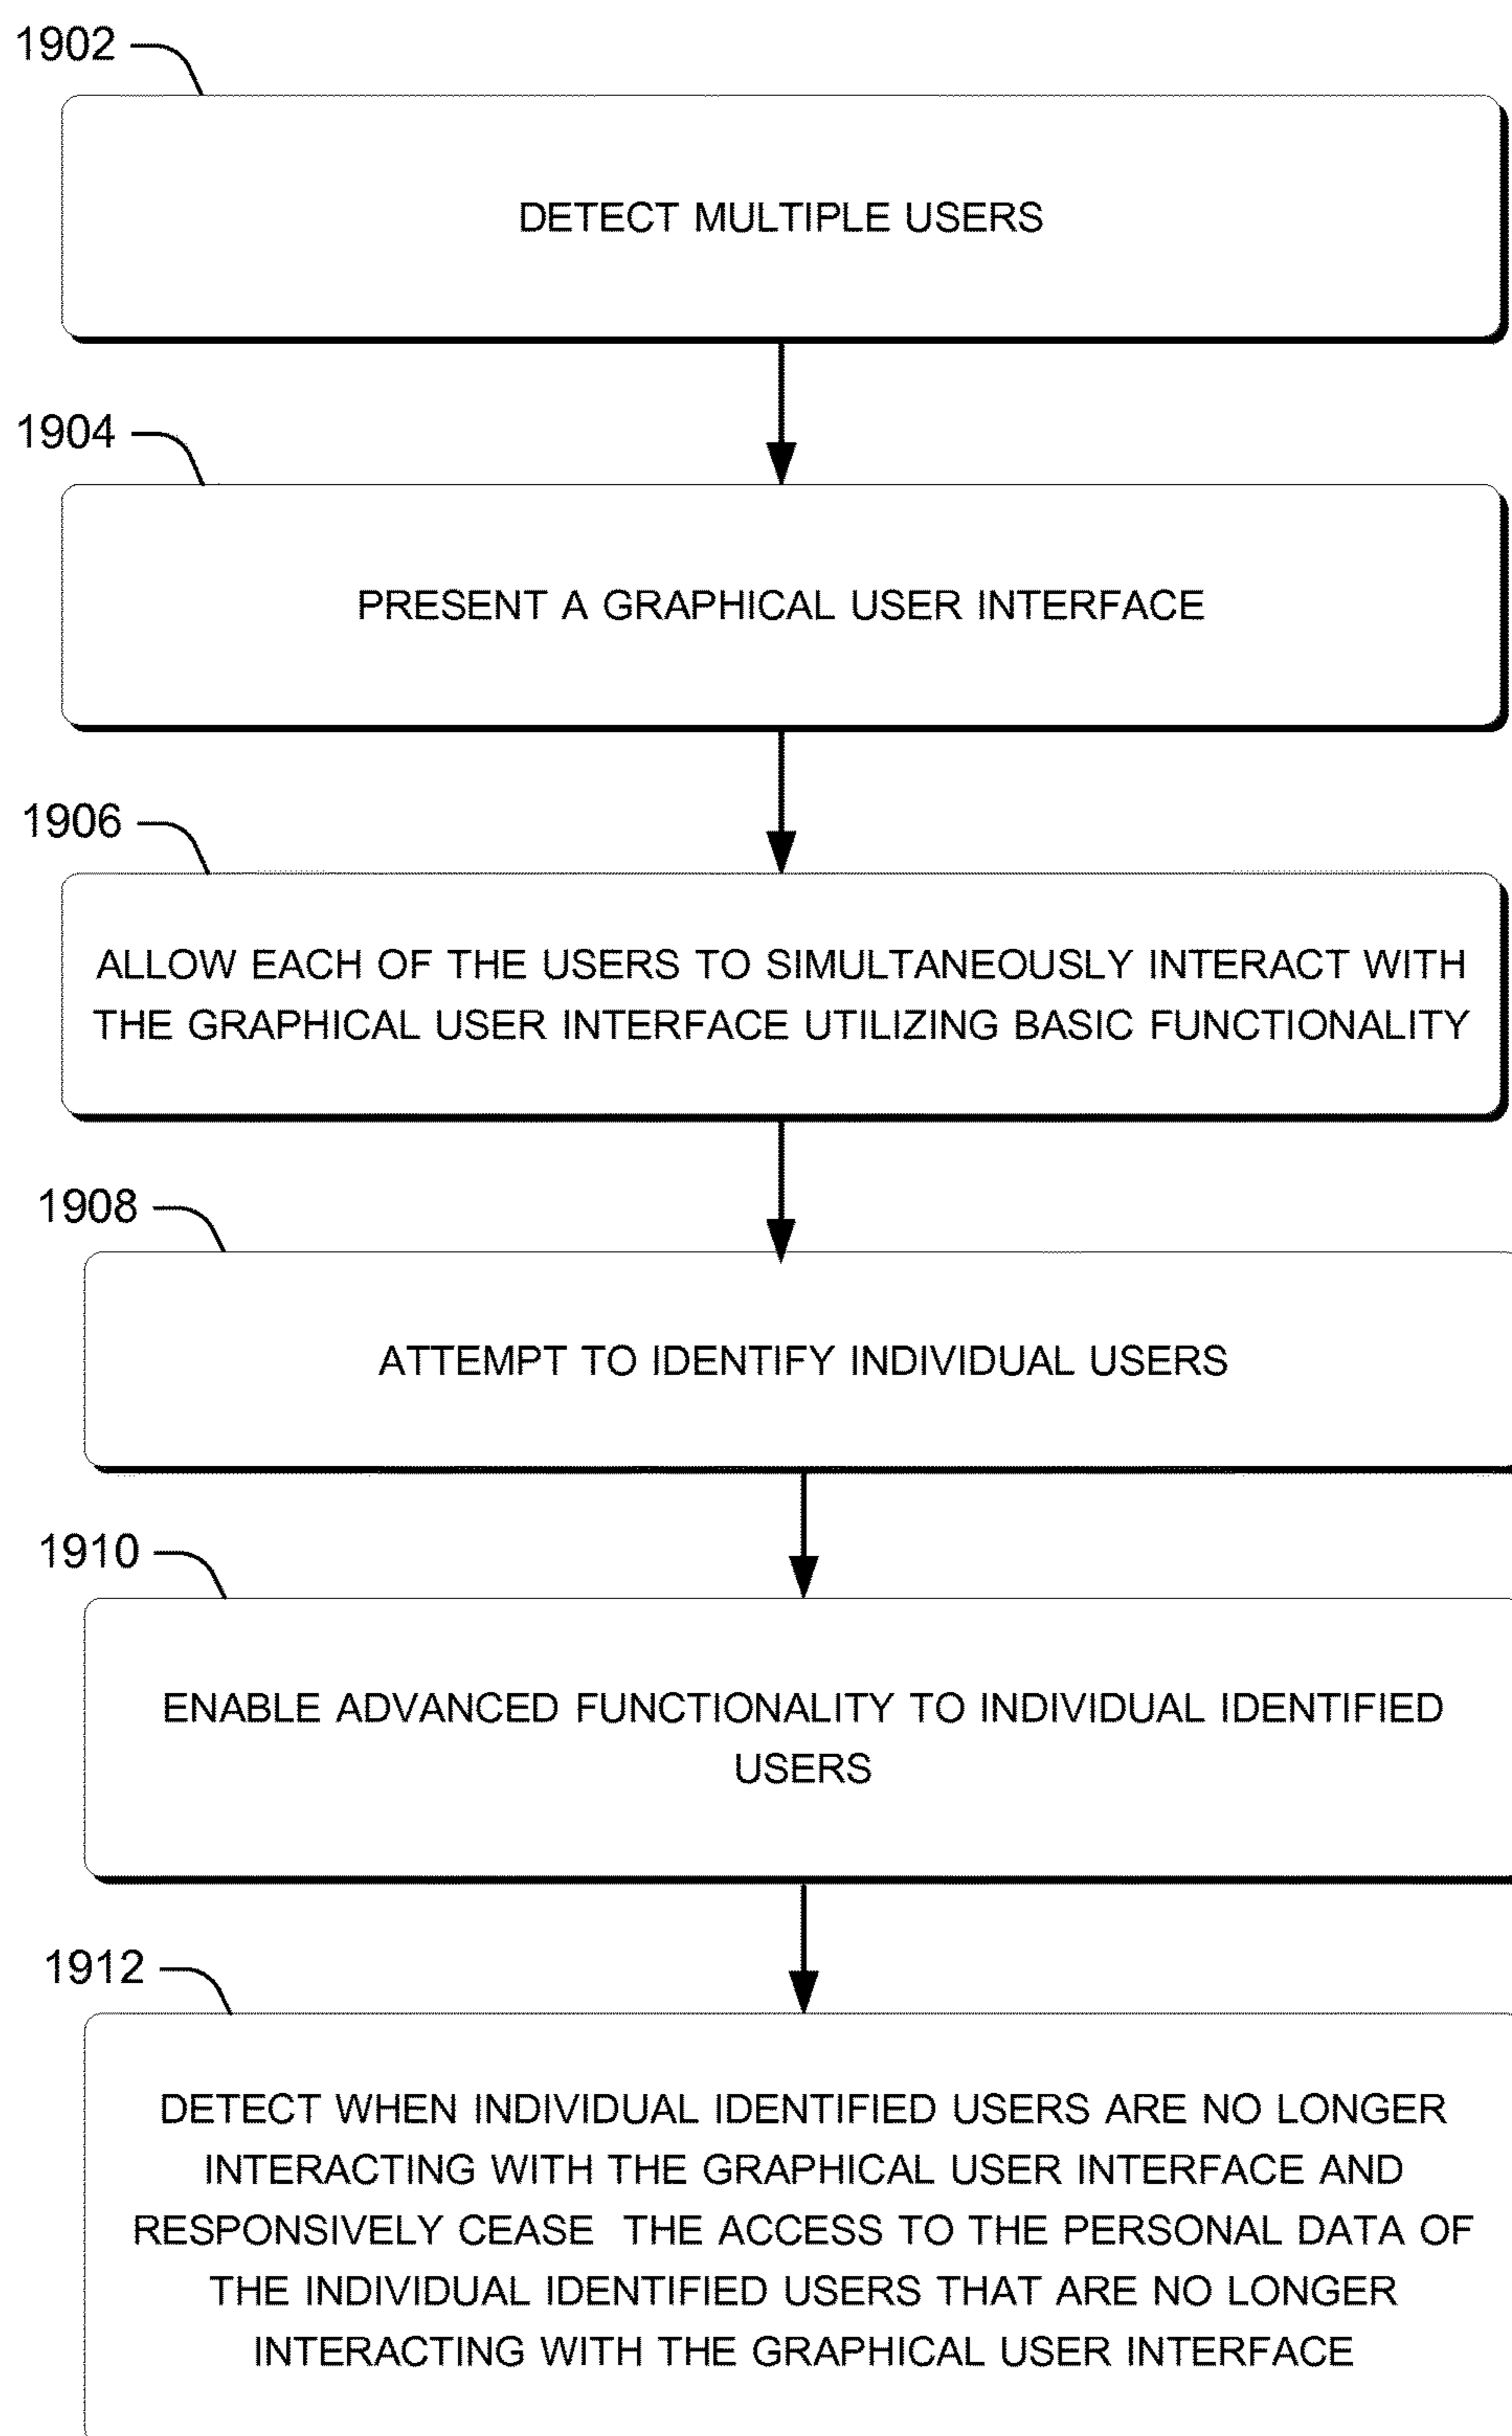 1902
DETECT MULTIPLE USERS
1904
PRESENT A GRAPHICAL USER INTERFACE
1906
ALLOW EACH OF THE USERS TO SIMULTANEOUSLY INTERACT WITH
THE GRAPHICAL USER INTERFACE UTILIZING BASIC FUNCTIONALITY
1908
ATTEMPT TO IDENTIFY INDIVIDUAL USERS
1910
ENABLE ADVANCED FUNCTIONALITY TO INDIVIDUAL IDENTIFIED
USERS
1912
DETECT WHEN INDIVIDUAL IDENTIFIED USERS ARE NO LONGER
INTERACTING WITH THE GRAPHICAL USER INTERFACE AND
RESPONSIVELY CEASE THE ACCESS TO THE PERSONAL DATA OF
THE INDIVIDUAL IDENTIFIED USERS THAT ARE NO LONGER
INTERACTING WITH THE GRAPHICAL USER INTERFACE